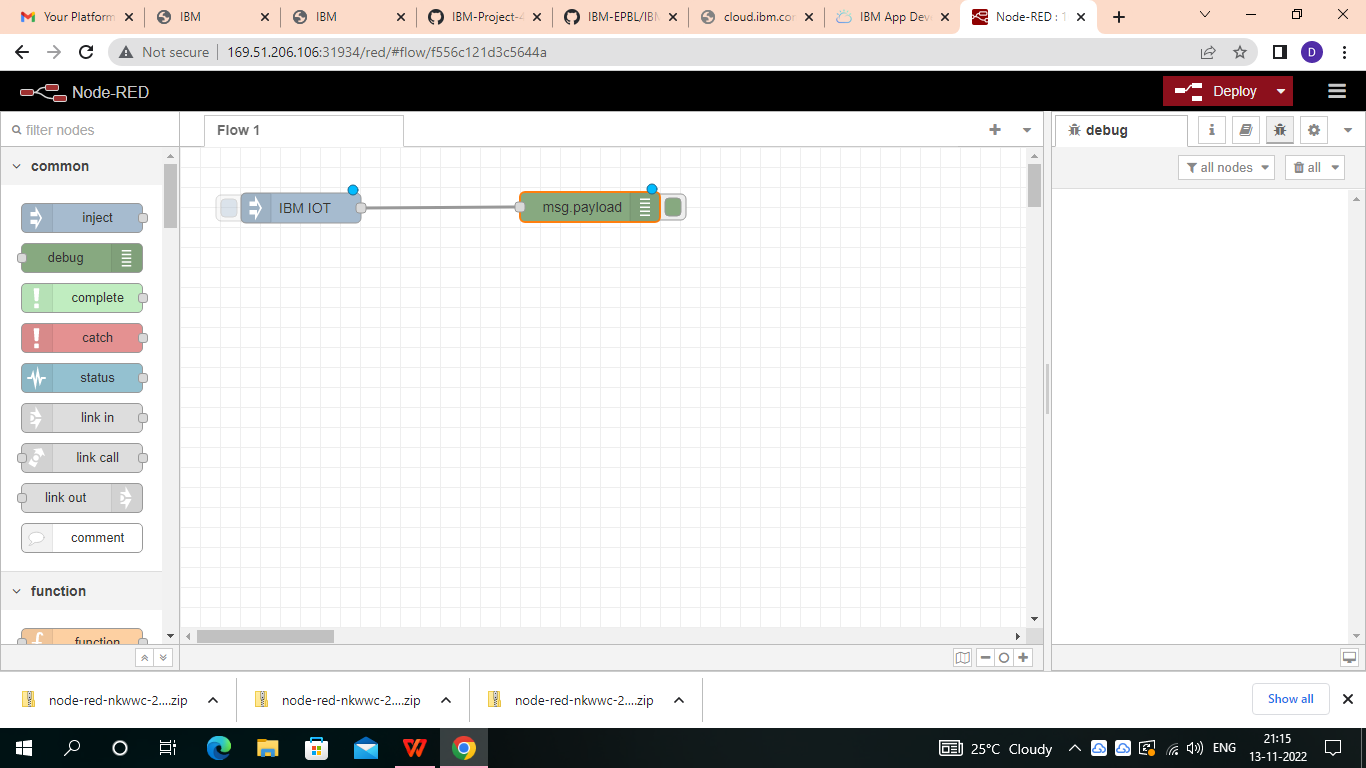 Your Platform
IBM
IBM
IBM-Project-4
IBM-EPBL/IBM
cloud.ibm.com
IBM App Dev
Node-RED : 1
Not secure
169.51.206.106:31934/red/#flow/f556c121d3c5644a
D
Node-RED
Deploy
filter nodes
Flow 1
debug
common
all nodes
all
inject
debug
complete
catch
status
link in
link call
link out
comment
function
function
IBM IOT
msg.payload
node-red-nkwwc-2....zip
node-red-nkwwc-2....zip
node-red-nkwwc-2....zip
Show all
25°C Cloudy
ENG
21:15
13-11-2022